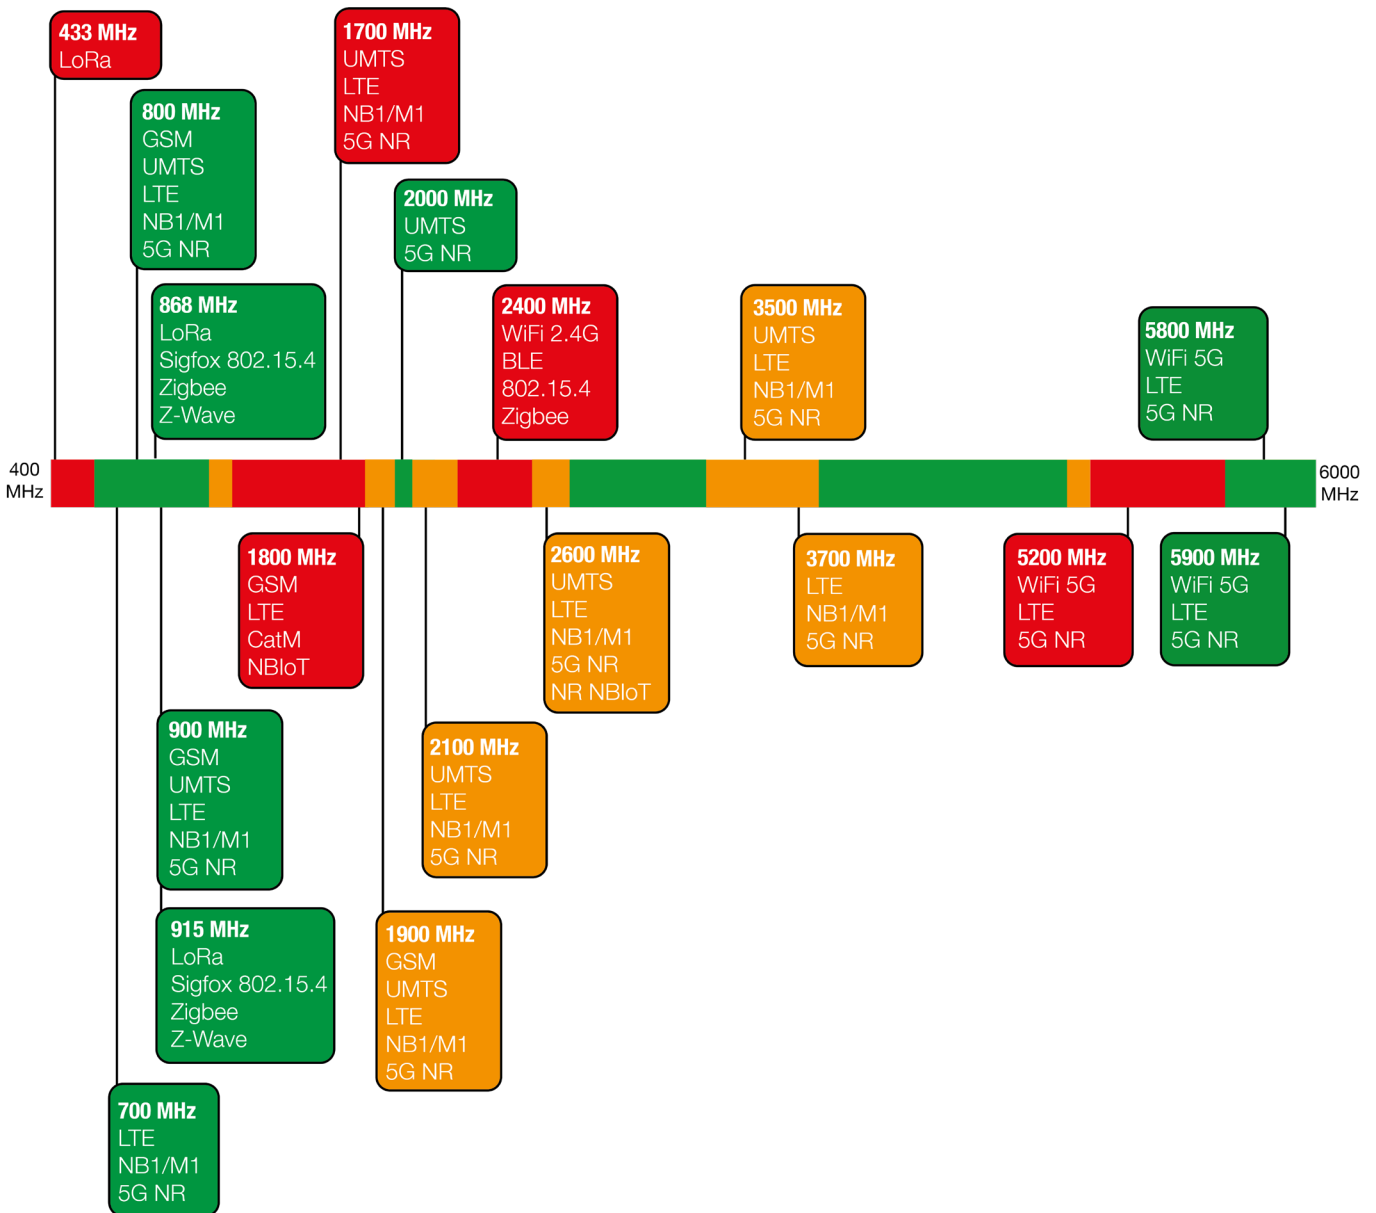 433 MHz
LoRa
800 MHz
GSM
UMTS
LTE
NB1/M1
5G NR
868 MHz
LoRa
Sigfox 802.15.4
Zigbee
Z-Wave
1700 MHz
UMTS
LTE
NB1/M1
5G NR
2000 MHz
UMTS
5G NR
2400 MHz
WiFi 2.4G
BLE
802.15.4
Zigbee
3500 MHz
UMTS
LTE
NB1/M1
5G NR
5800 MHz
WiFi 5G
LTE
5G NR
400
MHz
6000
MHz
1800 MHz
GSM
LTE
CatM
NBIoT
2600 MHz
UMTS
LTE
NB1/M1
5G NR
NR NBIoT
3700 MHz
LTE
NB1/M1
5G NR
5200 MHz
WiFi 5G
LTE
5G NR
5900 MHz
WiFi 5G
LTE
5G NR
900 MHz
GSM
UMTS
LTE
NB1/M1
5G NR
2100 MHz
UMTS
LTE
NB1/M1
5G NR
915 MHz
LoRa
Sigfox 802.15.4
Zigbee
Z-Wave
1900 MHz
GSM
UMTS
LTE
NB1/M1
5G NR
700 MHz
LTE
NB1/M1
5G NR